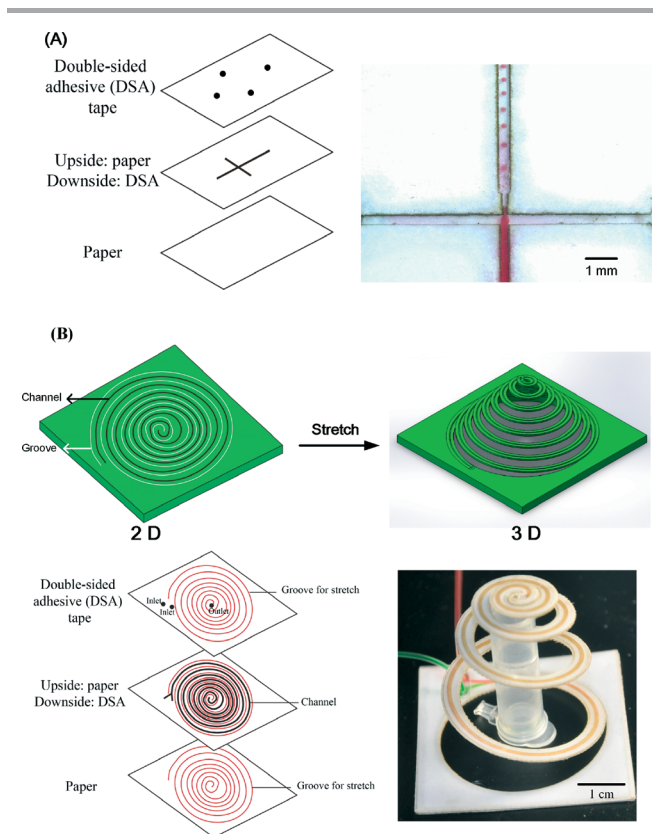 (A)
Double-sided
adhesive (DSA)
tape
Upside: paper
Downside: DSA
Paper
1 mm
(B)
Channel
Groove
2 D
Stretch
3 D
Double-sided
adhesive (DSA)
tape
Inlet
Inlet
Outlet
Groove for stretch
Upside: paper
Downside: DSA
Channel
Paper
Groove for stretch
1 cm